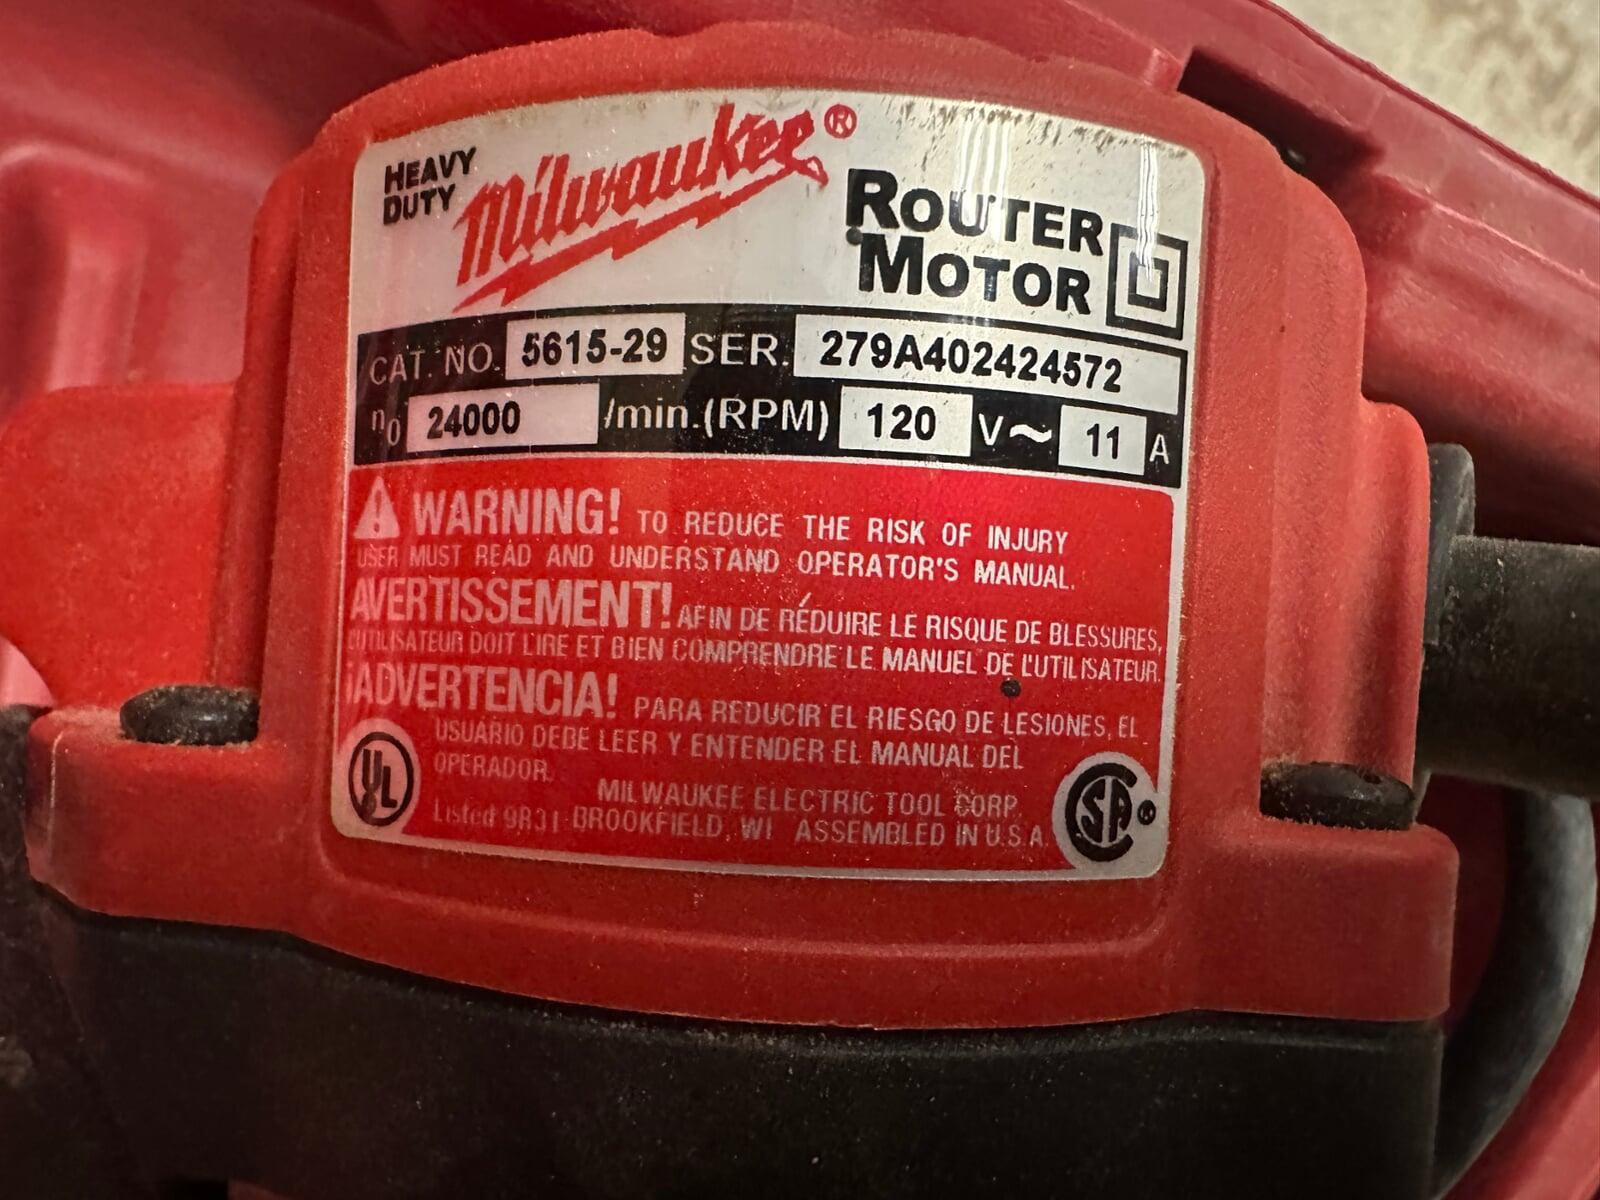 HEAVY DUTY Milwaukee® ROUTER MOTOR
CAT. NO. 5615-29 SER. 279A402424572
n0 24000 /min.(RPM) 120 V~ 11 A
WARNING! TO REDUCE THE RISK OF INJURY
USER MUST READ AND UNDERSTAND OPERATOR'S MANUAL.
AVERTISSEMENT! AFIN DE RÉDUIRE LE RISQUE DE BLESSURES,
L'UTILISATEUR DOIT LIRE ET BIEN COMPRENDRE LE MANUEL DE L'UTILISATEUR.
¡ADVERTENCIA! PARA REDUCIR EL RIESGO DE LESIONES, EL
USUARIO DEBE LEER Y ENTENDER EL MANUAL DEL
OPERADOR.
MILWAUKEE ELECTRIC TOOL CORP.
UL Listed 9R31 BROOKFIELD, WI ASSEMBLED IN U.S.A. CSA®